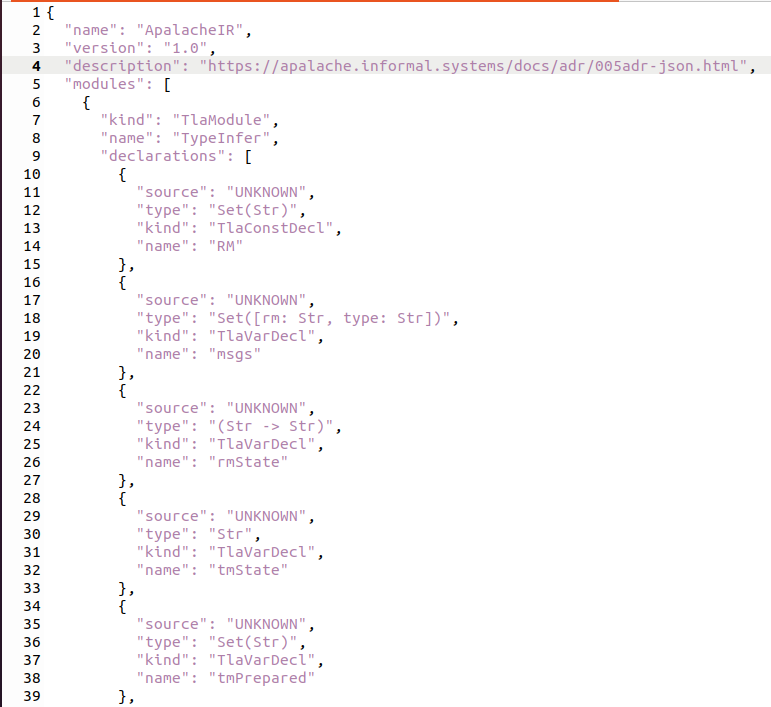 1 {
2   "name": "ApalacheIR",
3   "version": "1.0",
4   "description": "https://apalache.informal.systems/docs/adr/005adr-json.html",
5   "modules": [
6     {
7       "kind": "TlaModule",
8       "name": "TypeInfer",
9       "declarations": [
10         {
11           "source": "UNKNOWN",
12           "type": "Set(Str)",
13           "kind": "TlaConstDecl",
14           "name": "RM"
15         },
16         {
17           "source": "UNKNOWN",
18           "type": "Set([rm: Str, type: Str])",
19           "kind": "TlaVarDecl",
20           "name": "msgs"
21         },
22         {
23           "source": "UNKNOWN",
24           "type": "(Str -> Str)",
25           "kind": "TlaVarDecl",
26           "name": "rmState"
27         },
28         {
29           "source": "UNKNOWN",
30           "type": "Str",
31           "kind": "TlaVarDecl",
32           "name": "tmState"
33         },
34         {
35           "source": "UNKNOWN",
36           "type": "Set(Str)",
37           "kind": "TlaVarDecl",
38           "name": "tmPrepared"
39         },